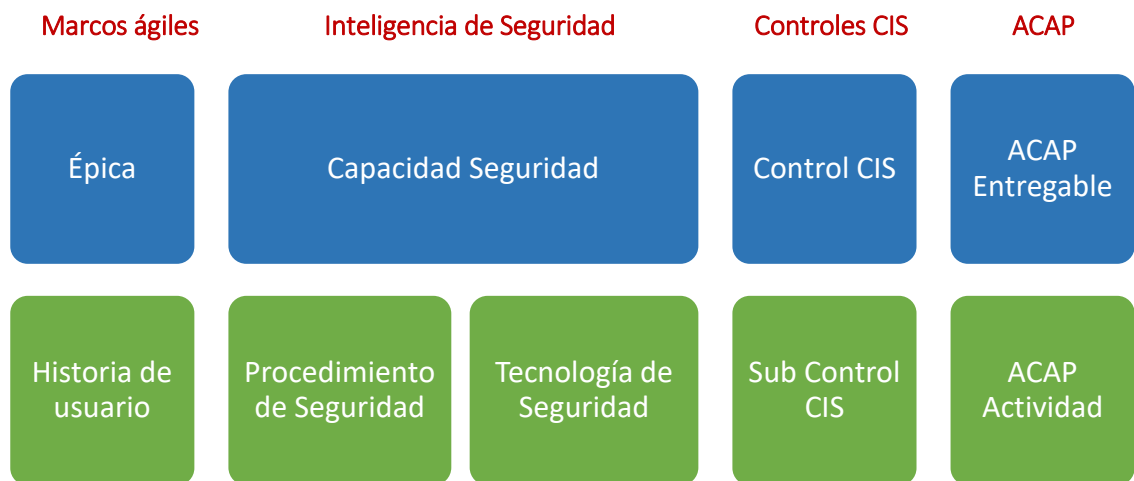 Marcos ágiles
Inteligencia de Seguridad
Controles CIS
ACAP
Épica
Capacidad Seguridad
Control CIS
ACAP
Entregable
Historia de
usuario
Procedimiento
de Seguridad
Tecnología de
Seguridad
Sub Control
CIS
ACAP
Actividad